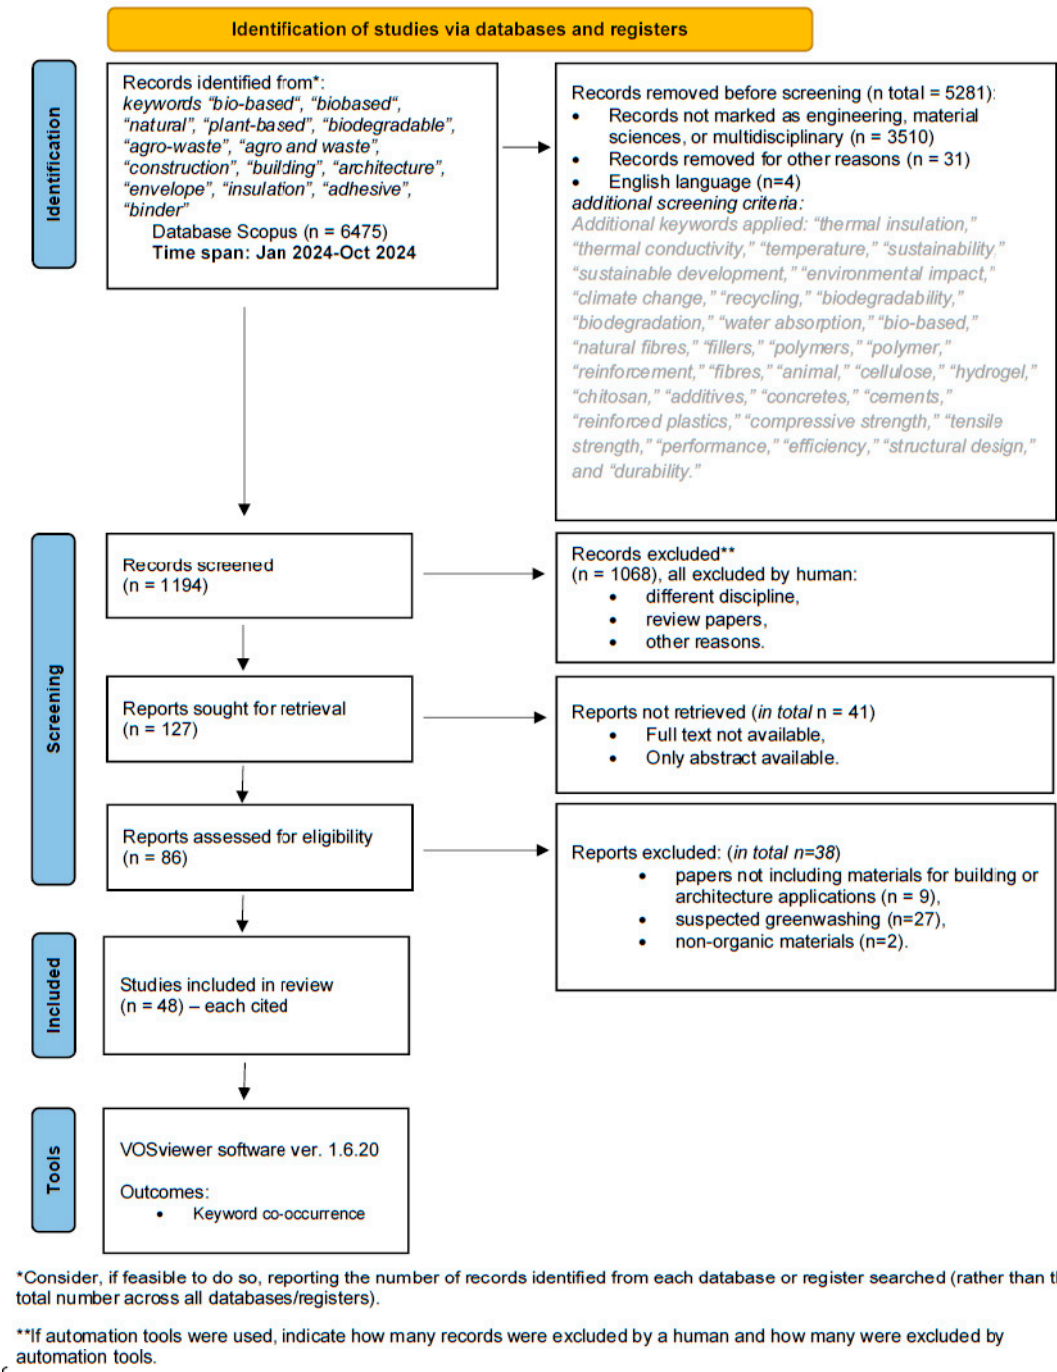 Identification of studies via databases and registers
Identification
Records identified from*:
keywords “bio-based“, “biobased“,
“natural”, “plant-based”, “biodegradable”,
“agro-waste”, “agro and waste”,
“construction”, “building”, “architecture”,
“envelope”, “insulation”, “adhesive”,
“binder”
Database Scopus (n = 6475)
Time span: Jan 2024-Oct 2024
Records removed before screening (n total = 5281):
• Records not marked as engineering, material
sciences, or multidisciplinary (n = 3510)
• Records removed for other reasons (n = 31)
• English language (n=4)
additional screening criteria:
Additional keywords applied: “thermal insulation,”
“thermal conductivity,” “temperature,” “sustainability,”
“sustainable development,” “environmental impact,”
“climate change,” “recycling,” “biodegradability,”
“biodegradation,” “water absorption,” “bio-based,”
“natural fibres,” “fillers,” “polymers,” “polymer,”
“reinforcement,” “fibres,” “animal,” “cellulose,” “hydrogel,”
“chitosan,” “additives,” “concretes,” “cements,”
“reinforced plastics,” “compressive strength,” “tensile
strength,” “performance,” “efficiency,” “structural design,”
and “durability.”
Screening
Records screened
(n = 1194)
Records excluded**
(n = 1068), all excluded by human:
• different discipline,
• review papers,
• other reasons.
Reports sought for retrieval
(n = 127)
Reports not retrieved (in total n = 41)
• Full text not available,
• Only abstract available.
Reports assessed for eligibility
(n = 86)
Reports excluded: (in total n=38)
• papers not including materials for building or
architecture applications (n = 9),
• suspected greenwashing (n=27),
• non-organic materials (n=2).
Included
Studies included in review
(n = 48) – each cited
Tools
VOSviewer software ver. 1.6.20
Outcomes:
• Keyword co-occurrence
*Consider, if feasible to do so, reporting the number of records identified from each database or register searched (rather than
total number across all databases/registers).
**If automation tools were used, indicate how many records were excluded by a human and how many were excluded by
automation tools.